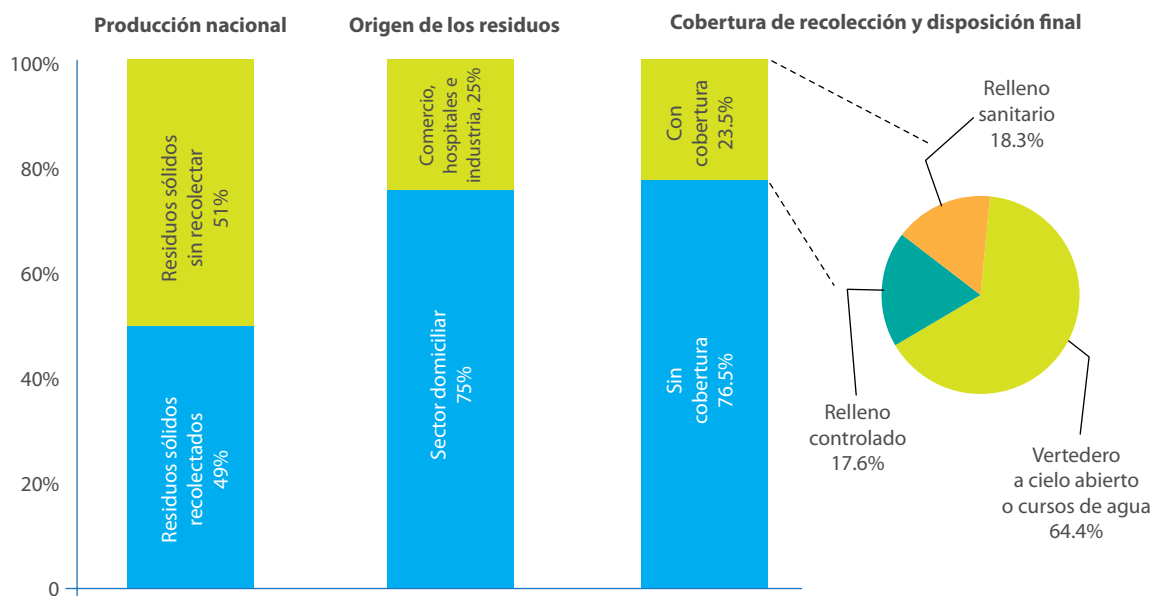 Producción nacional
Origen de los residuos
Cobertura de recolección y disposición final
100%
80%
60%
40%
20%
0
Residuos sólidos
sin recolectar
51%
Residuos sólidos
recolectados
49%
Comercio,
hospitales e
industria, 25%
Sector domiciliar
75%
Con
cobertura
23.5%
Sin
cobertura
76.5%
Relleno
sanitario
18.3%
Relleno
controlado
17.6%
Vertedero
a cielo abierto
o cursos de agua
64.4%